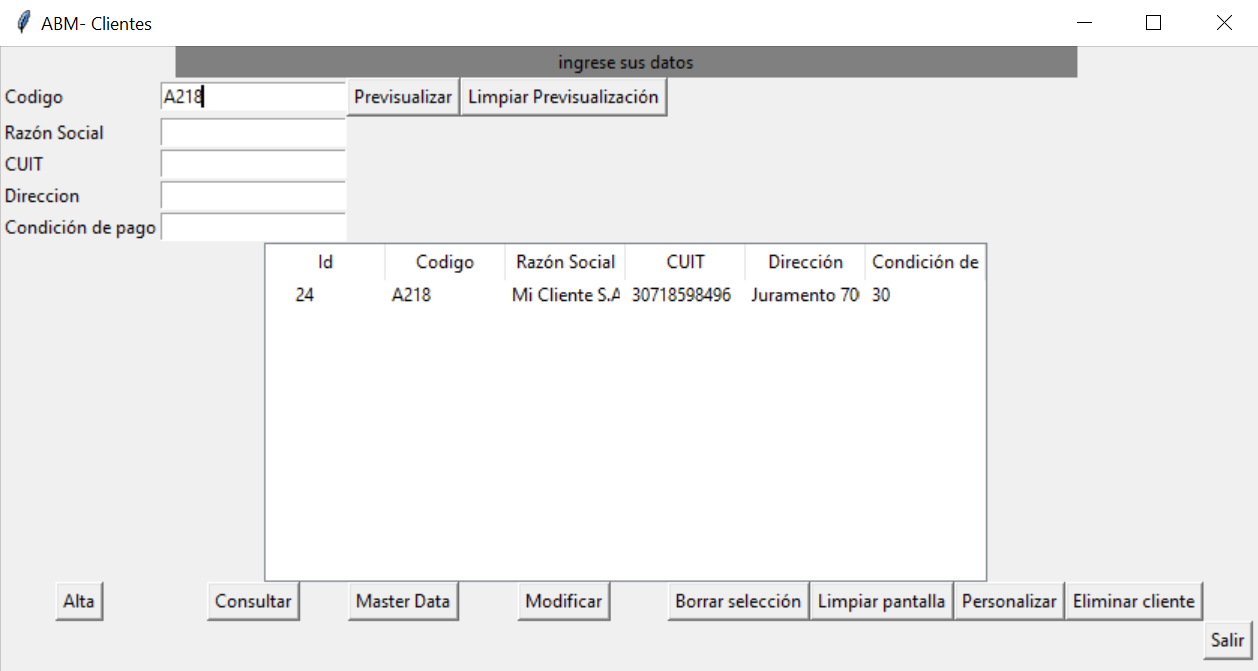 ABM- Clientes
ingrese sus datos
Codigo A218 Previsualizar Limpiar Previsualización
Razón Social
CUIT
Direccion
Condición de pago
Id Codigo Razón Social CUIT Dirección Condición de
24 A218 Mi Cliente S.A 30718598496 Juramento 70 30
Alta Consultar Master Data Modificar Borrar selección Limpiar pantalla Personalizar Eliminar cliente
Salir